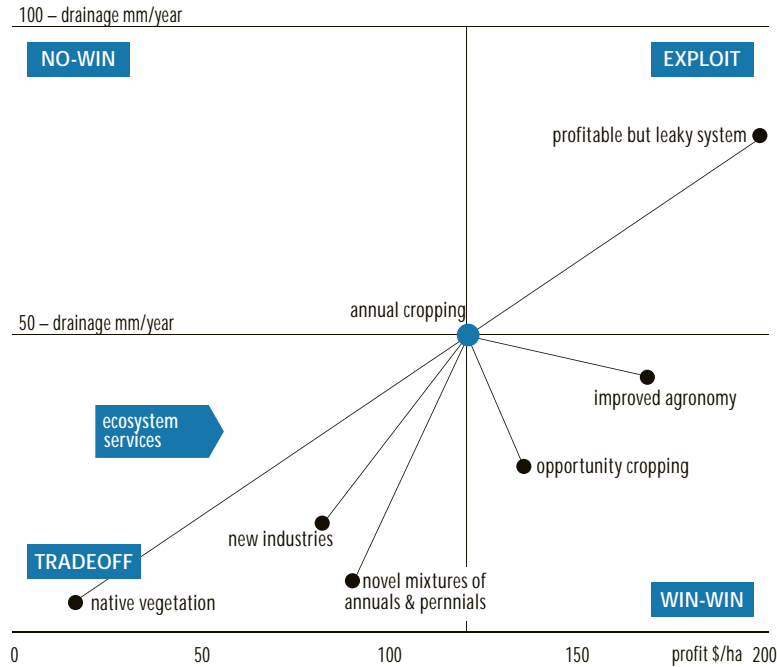 100 – drainage mm/year
NO-WIN
EXPLOIT
profitable but leaky system
annual cropping
50 – drainage mm/year
improved agronomy
ecosystem
services
opportunity cropping
new industries
TRADEOFF
novel mixtures of
annuals & pernnials
native vegetation
WIN-WIN
0
50
100
150
profit $/ha
200